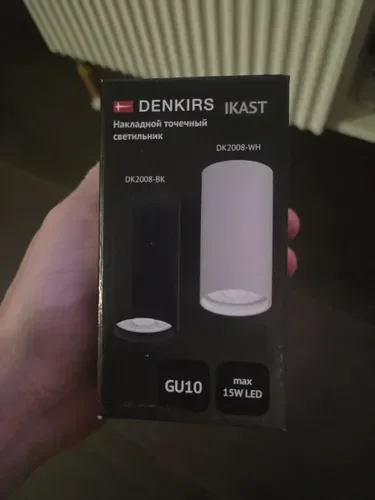 DENKIRS IKAST
Накладной точечный
светильник
DK2008-WH
DK2008-BK
GU10
max
15W LED